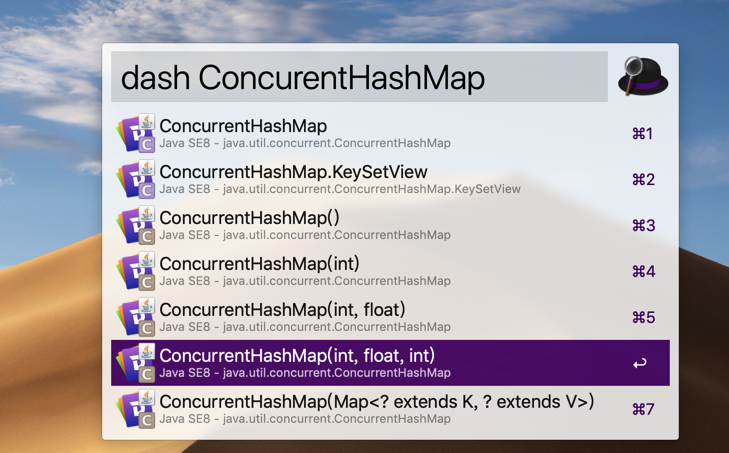 dash ConcurentHashMap
ConcurrentHashMap
Java SE8 - java.util.concurrent.ConcurrentHashMap
⌘1
ConcurrentHashMap.KeySetView
Java SE8 - java.util.concurrent.ConcurrentHashMap.KeySetView
⌘2
ConcurrentHashMap()
Java SE8 - java.util.concurrent.ConcurrentHashMap
⌘3
ConcurrentHashMap(int)
Java SE8 - java.util.concurrent.ConcurrentHashMap
⌘4
ConcurrentHashMap(int, float)
Java SE8 - java.util.concurrent.ConcurrentHashMap
⌘5
ConcurrentHashMap(int, float, int)
Java SE8 - java.util.concurrent.ConcurrentHashMap
↩
ConcurrentHashMap(Map<? extends K, ? extends V>)
Java SE8 - java.util.concurrent.ConcurrentHashMap
⌘7